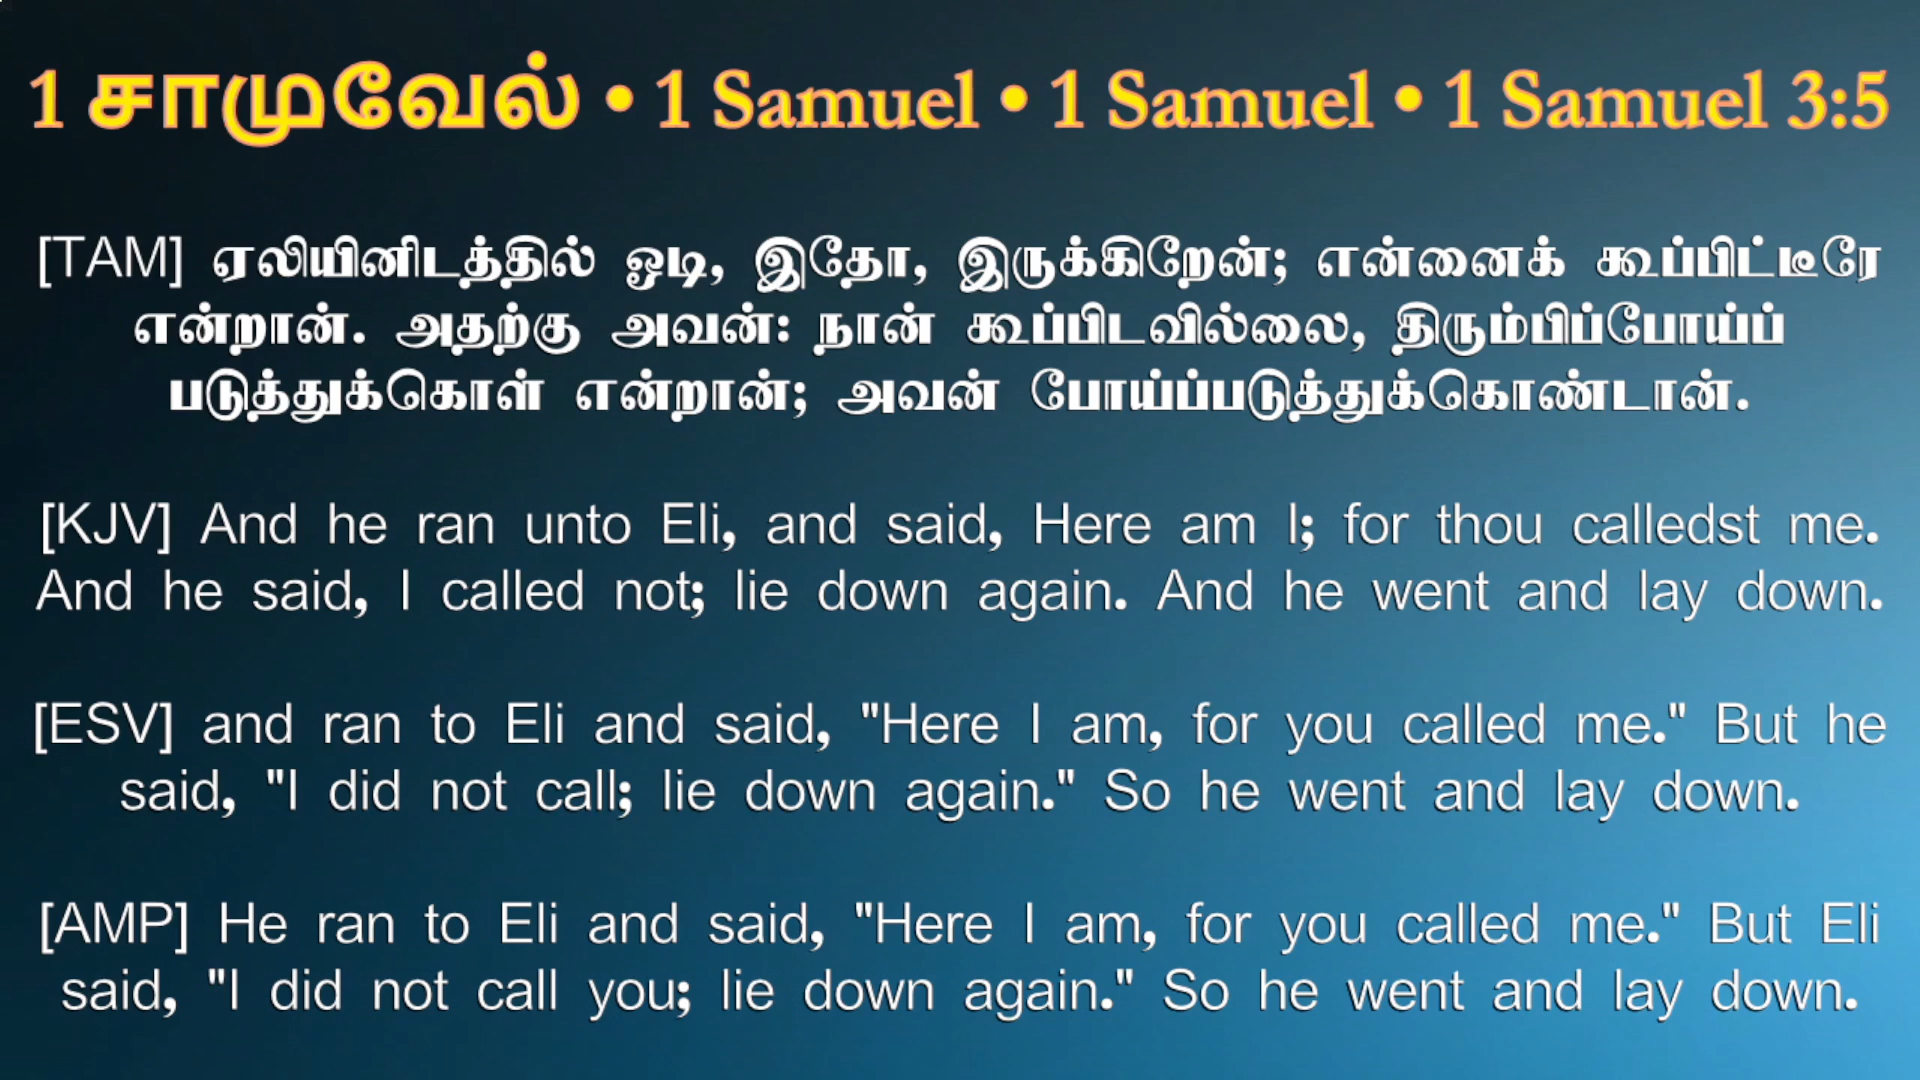 1 சாமுவேல் • 1 Samuel • 1 Samuel • 1 Samuel 3:5
[TAM] ஏலியினிடத்தில் ஓடி, இதோ, இருக்கிறேன்; என்னைக் கூப்பிட்டீரே
என்றான். அதற்கு அவன்: நான் கூப்பிடவில்லை, திரும்பிப்போய்ப்
படுத்துக்கொள் என்றான்; அவன் போய்ப்படுத்துக்கொண்டான்.
[KJV] And he ran unto Eli, and said, Here am I; for thou calledst me.
And he said, I called not; lie down again. And he went and lay down.
[ESV] and ran to Eli and said, "Here I am, for you called me." But he
said, "I did not call; lie down again." So he went and lay down.
[AMP] He ran to Eli and said, "Here I am, for you called me." But Eli
said, "I did not call you; lie down again." So he went and lay down.